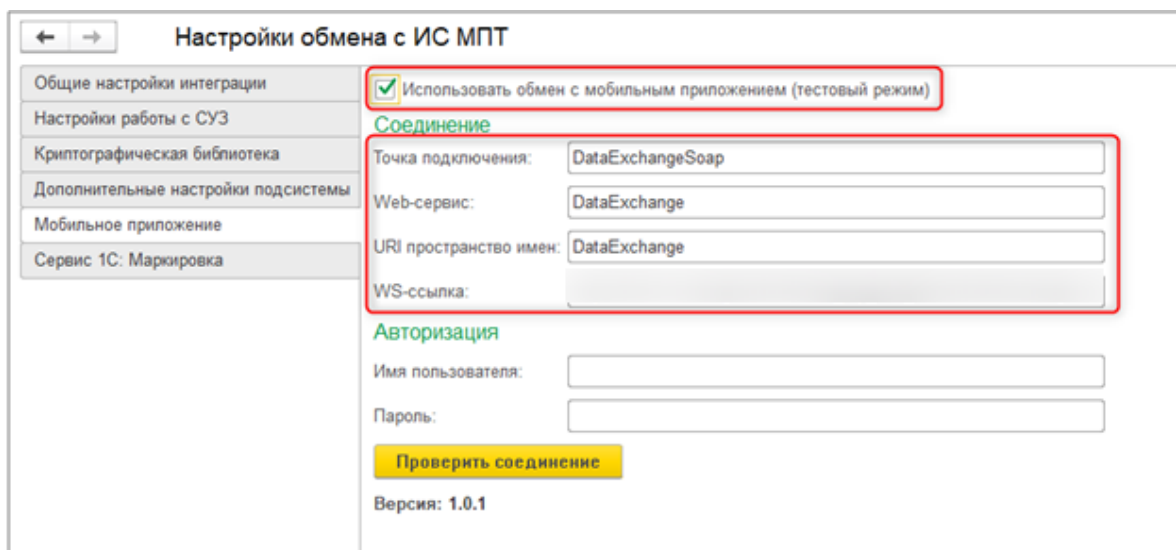 Настройки обмена с ИС МПТ
Общие настройки интеграции
Настройки работы с СУЗ
Криптографическая библиотека
Дополнительные настройки подсистемы
Мобильное приложение
Сервис 1С: Маркировка
Использовать обмен с мобильным приложением (тестовый режим)
Соединение
Точка подключения: DataExchangeSoap
Web-сервис: DataExchange
URI пространство имен: DataExchange
WS-ссылка:
Авторизация
Имя пользователя:
Пароль:
Проверить соединение
Версия: 1.0.1